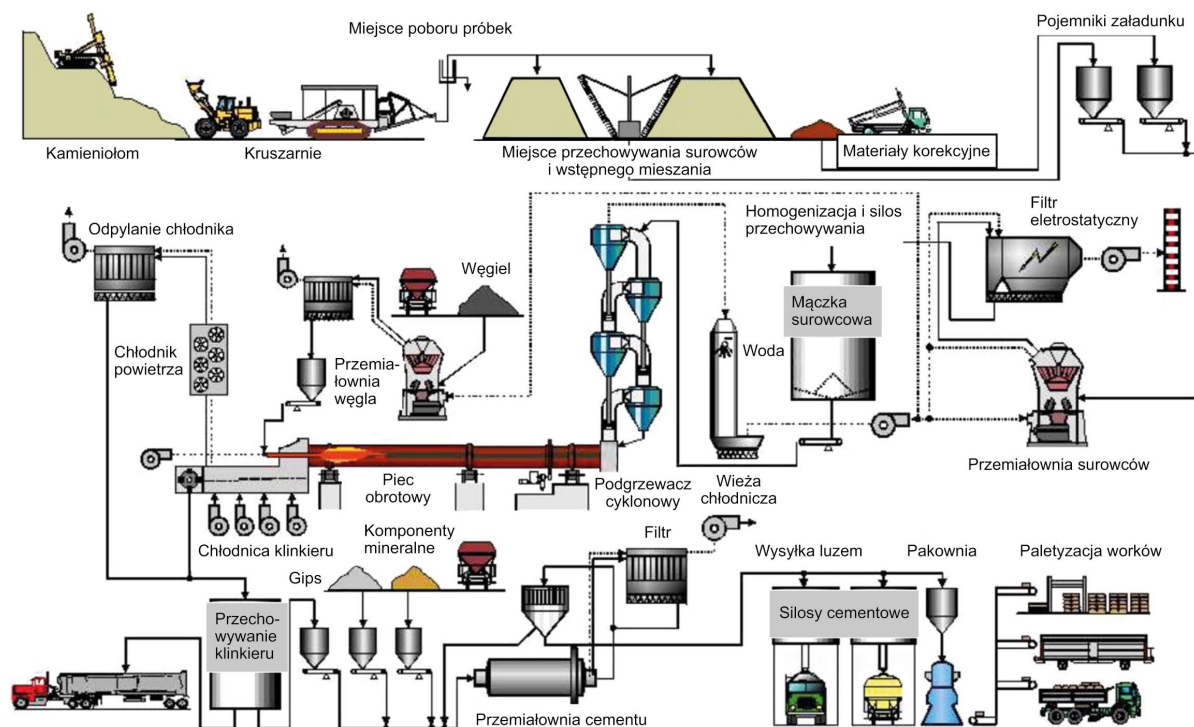 Miejsce poboru próbek
Pojemniki załadunku
Kamieniołom
Kruszarnie
Miejsce przechowywania surowców
i wstępnego mieszania
Materiały korekcyjne
Odpylanie chłodnika
Węgiel
Homogenizacja i silos
przechowywania
Filtr
eletrostatyczny
Chłodnik
powietrza
Przemia-
łownia
węgla
Mączka
surowcowa
Woda
Piec
obrotowy
Podgrzewacz
cyklonowy
Wieża
chłodnicza
Przemiałownia surowców
Chłodnica klinkieru
Komponenty
mineralne
Gips
Filtr
Wysyłka luzem
Pakownia
Paletyzacja worków
Przecho-
wywanie
klinkieru
Silosy cementowe
Przemiałownia cementu